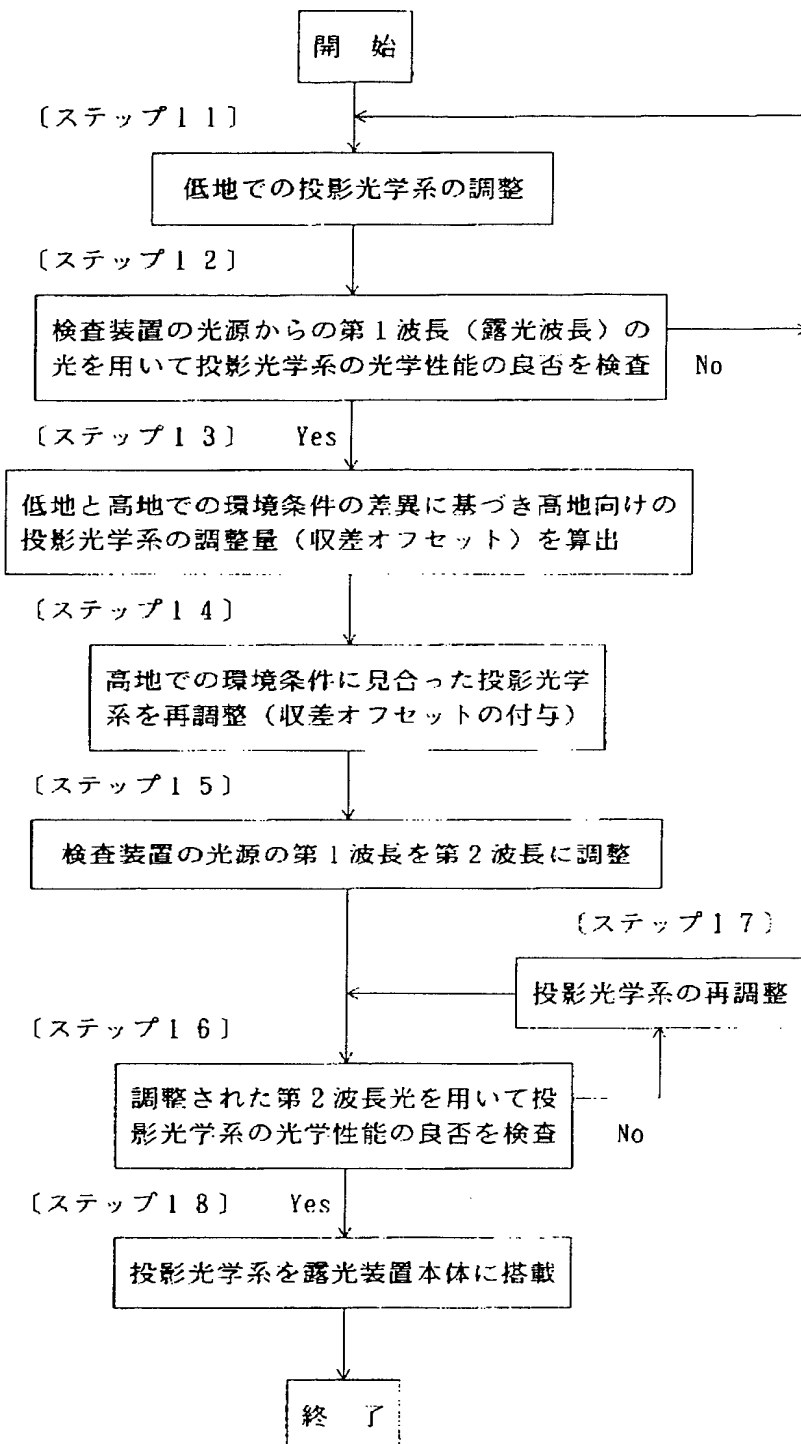 開　始
〔ステップ１１〕
低地での投影光学系の調整
〔ステップ１２〕
検査装置の光源からの第１波長（露光波長）の
光を用いて投影光学系の光学性能の良否を検査
No
〔ステップ１３〕　Yes
低地と高地での環境条件の差異に基づき高地向けの
投影光学系の調整量（収差オフセット）を算出
〔ステップ１４〕
高地での環境条件に見合った投影光学
系を再調整（収差オフセットの付与）
〔ステップ１５〕
検査装置の光源の第１波長を第２波長に調整
〔ステップ１７〕
投影光学系の再調整
〔ステップ１６〕
調整された第２波長光を用いて投
影光学系の光学性能の良否を検査
No
〔ステップ１８〕　Yes
投影光学系を露光装置本体に搭載
終　了